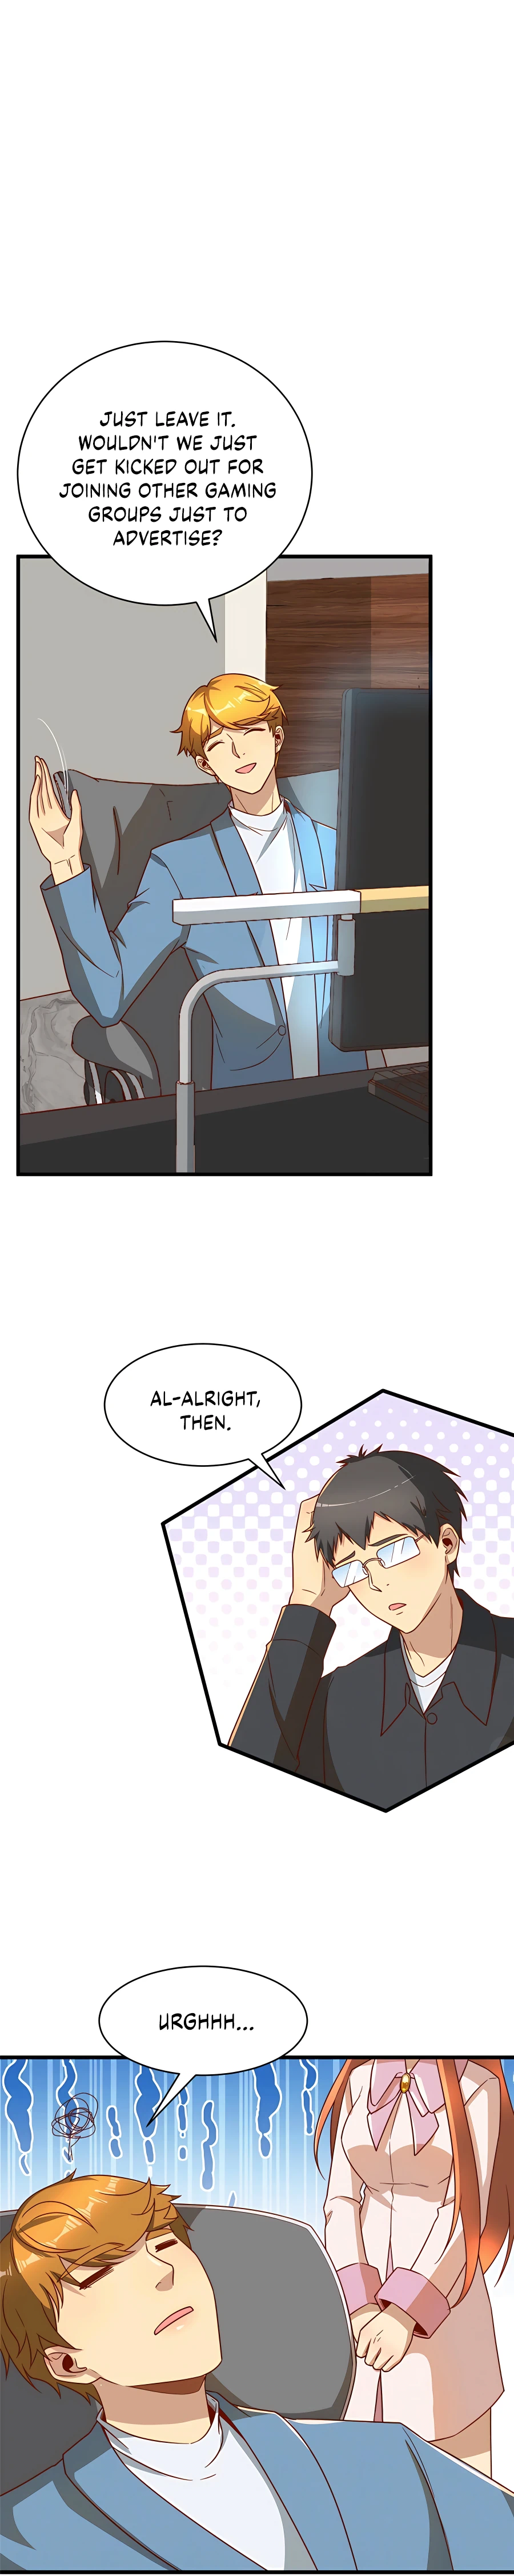 JUST LEAVE IT.
WOULDN'T WE JUST
GET KICKED OUT FOR
JOINING OTHER GAMING
GROUPS JUST TO
ADVERTISE?
AL-ALRIGHT,
THEN.
URGHHH...